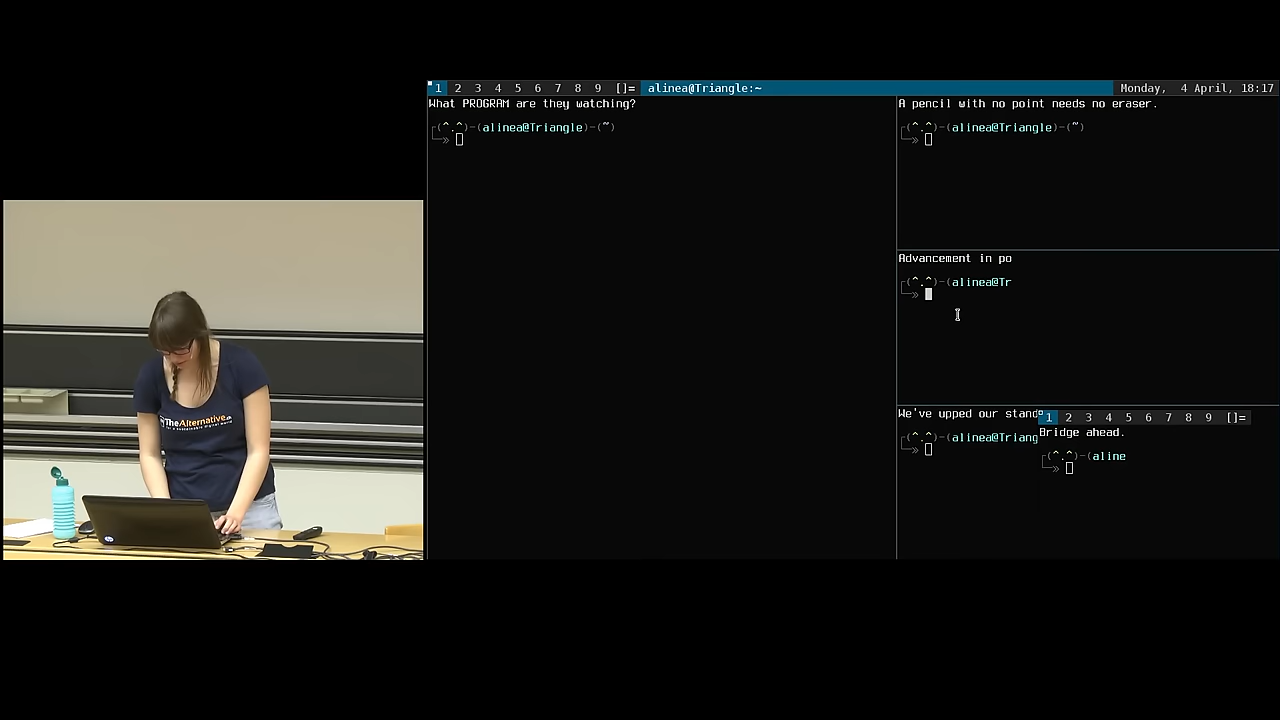 1 2 3 4 5 6 7 8 9 []= alinea@Triangle:~ Monday, 4 April, 18:17
What PROGRAM are they watching?
┌(^.^)-(alinea@Triangle)-(~)
└─»
A pencil with no point needs no eraser.
┌(^.^)-(alinea@Triangle)-(~)
└─»
Advancement in po
┌(^.^)-(alinea@Tr
└─»
We've upped our stand
┌(^.^)-(alinea@Triang
└─»
1 2 3 4 5 6 7 8 9 []=
Bridge ahead.
┌(^.^)-(aline
└─»
TheAlternative.ch
hp